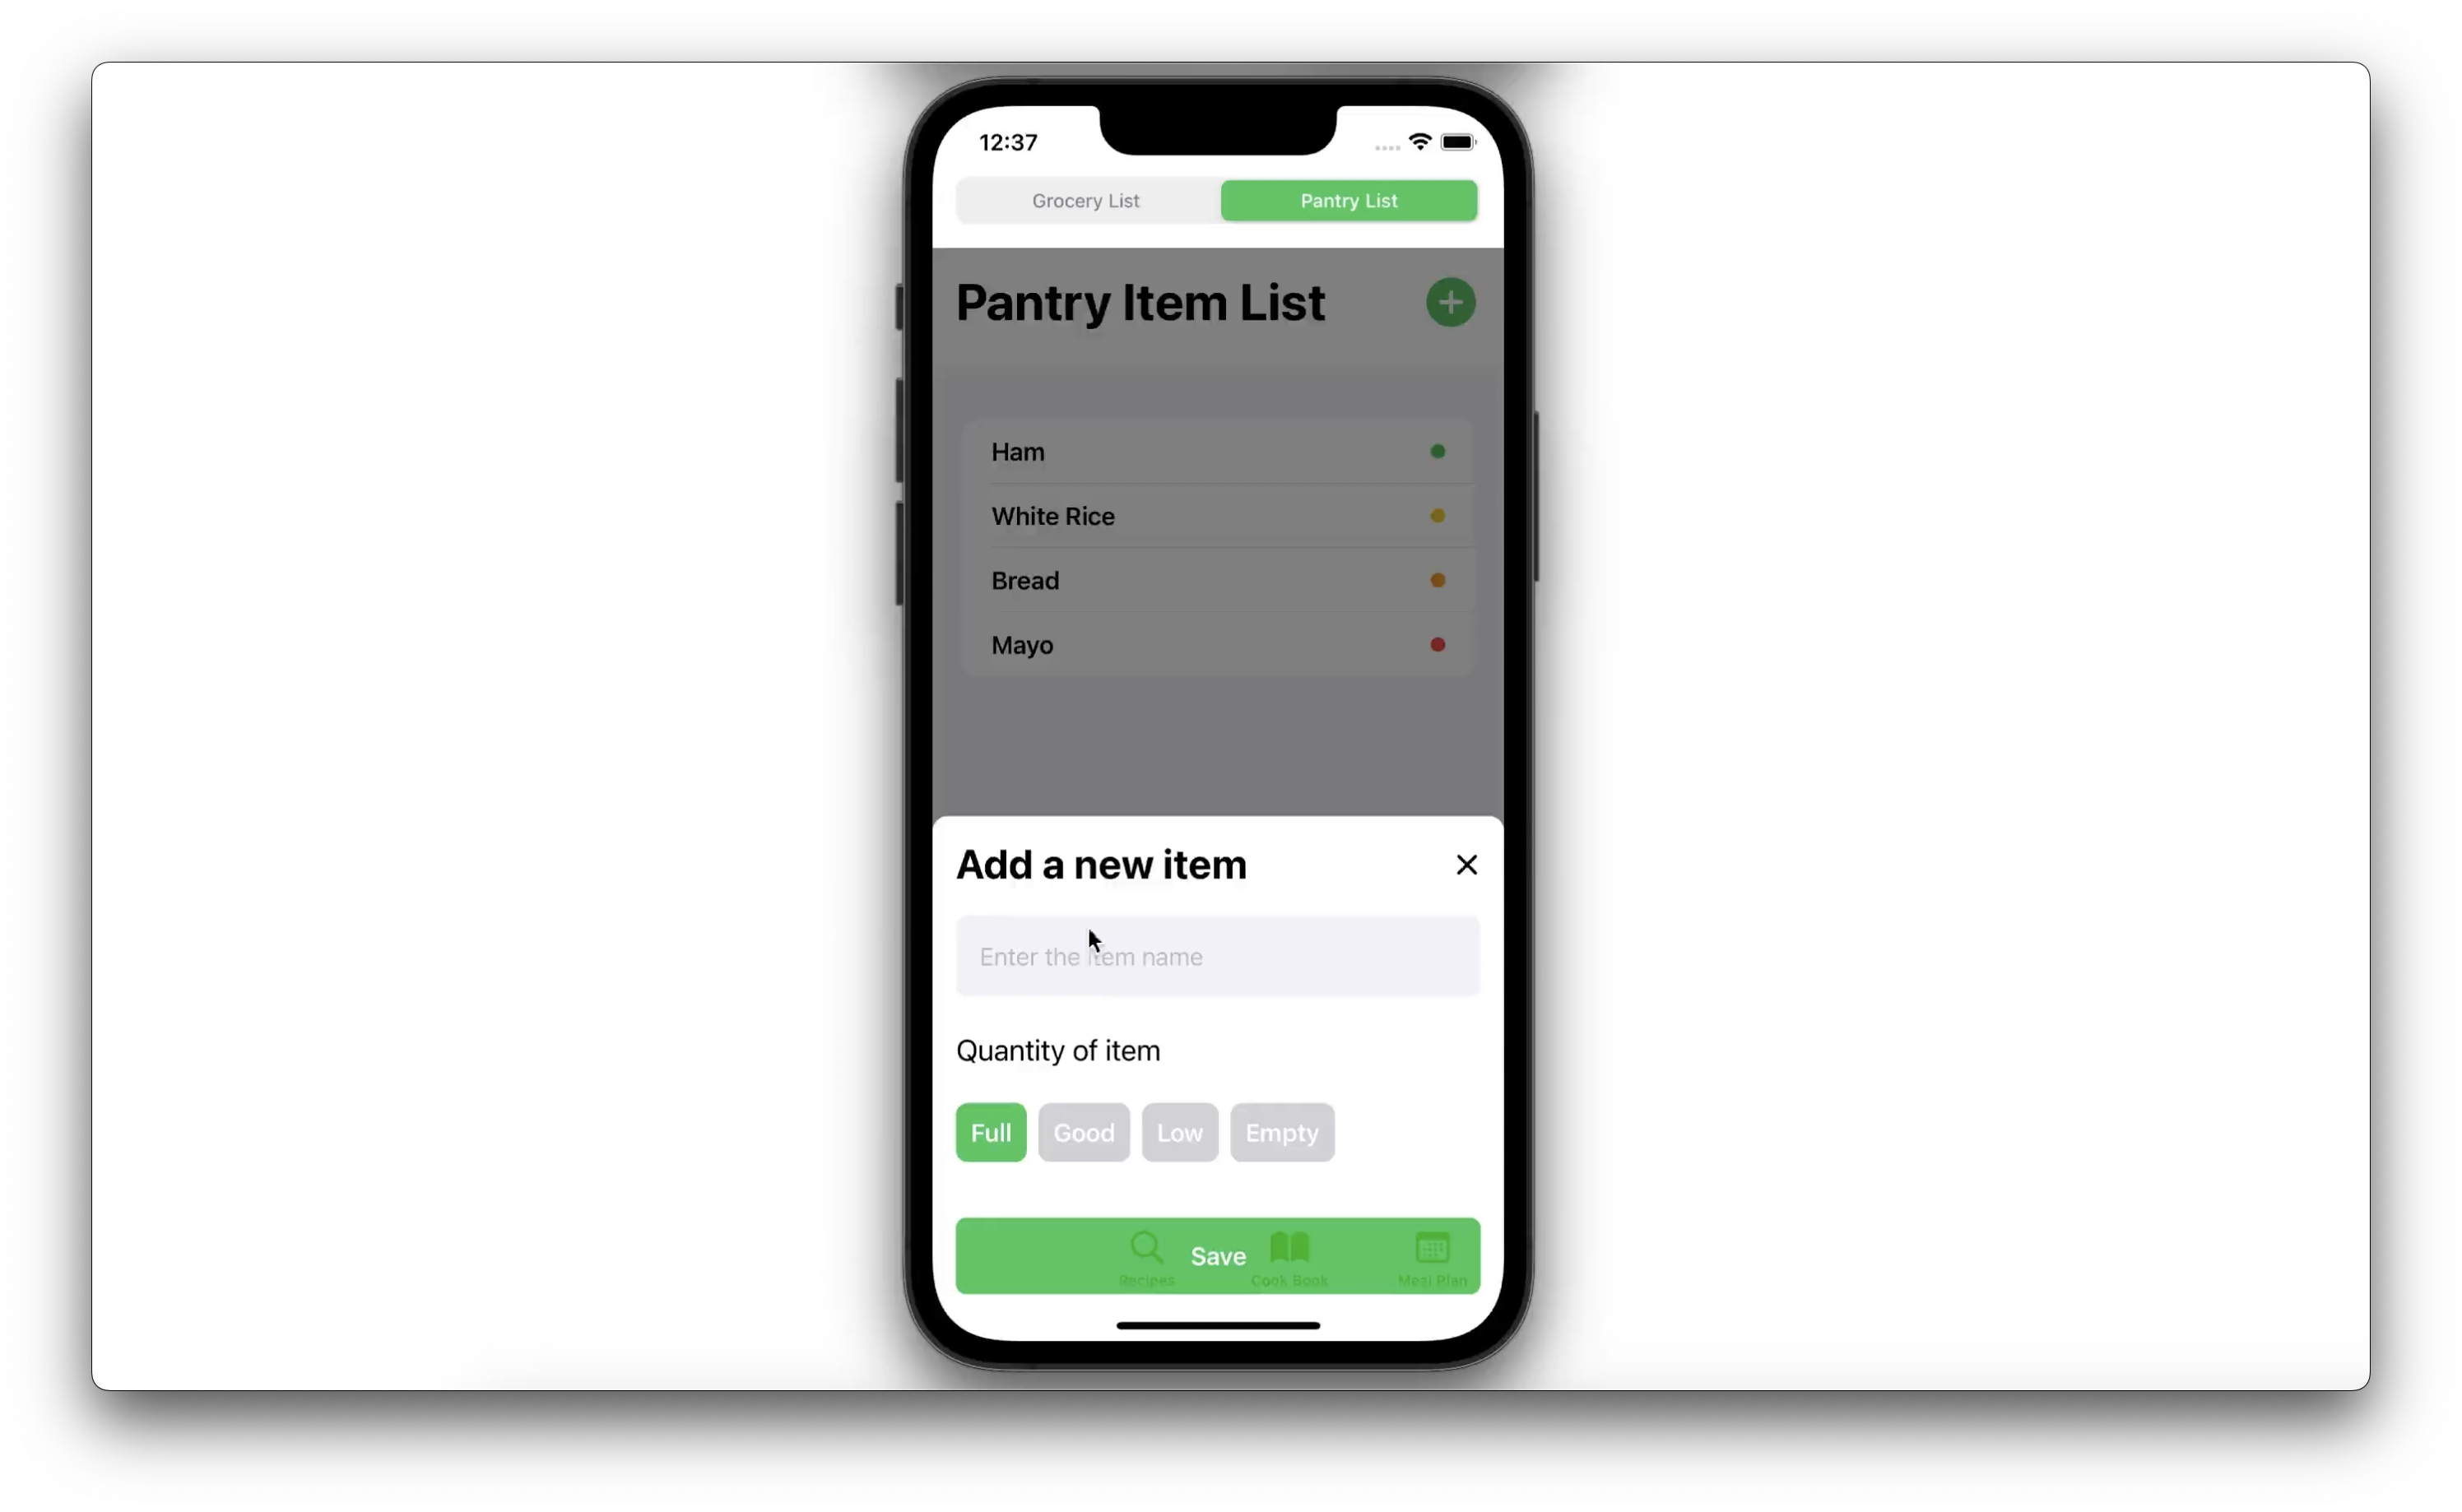 12:37
Grocery List
Pantry List
Pantry Item List
Ham
White Rice
Bread
Mayo
Add a new item
Enter the item name
Quantity of item
Full
Good
Low
Empty
Save
Recipes
Cook Book
Meal Plan